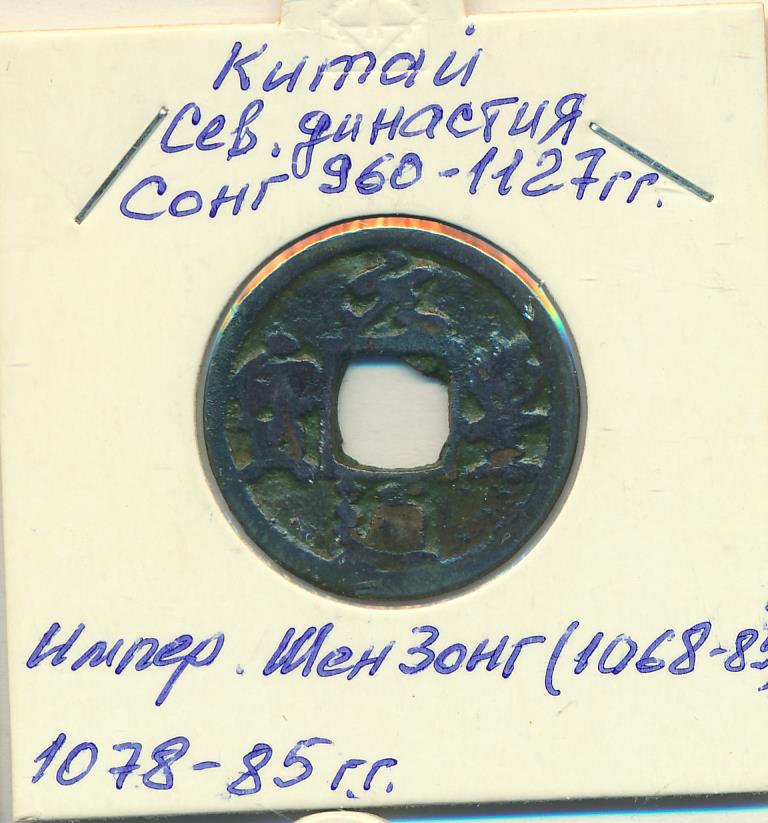 Китай
Сев. династия
Сонг 960-1127гг.
Импер. Шен Зонг (1068-85)
1078-85 г.г.